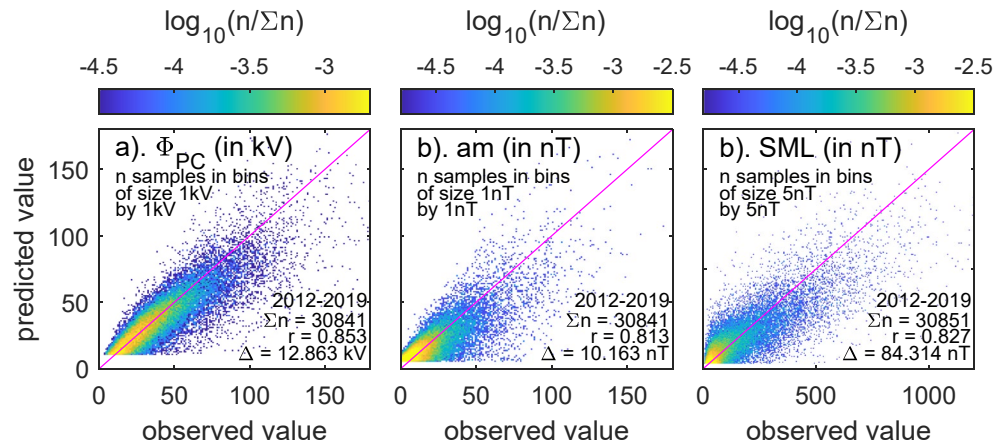 log10(n/Σn)
-4.5 -4 -3.5 -3
a). ΦPC (in kV)
n samples in bins
of size 1kV
by 1kV
2012-2019
Σn = 30841
r = 0.853
Δ = 12.863 kV
150
100
50
0
predicted value
0 50 100 150
observed value
log10(n/Σn)
-4 -3.5 -3 -2.5
b). am (in nT)
n samples in bins
of size 1nT
by 1nT
2012-2019
Σn = 30841
r = 0.813
Δ = 10.163 nT
0 50 100 150
observed value
log10(n/Σn)
-4 -3.5 -3 -2.5
b). SML (in nT)
n samples in bins
of size 5nT
by 5nT
2012-2019
Σn = 30851
r = 0.827
Δ = 84.314 nT
0 500 1000
observed value